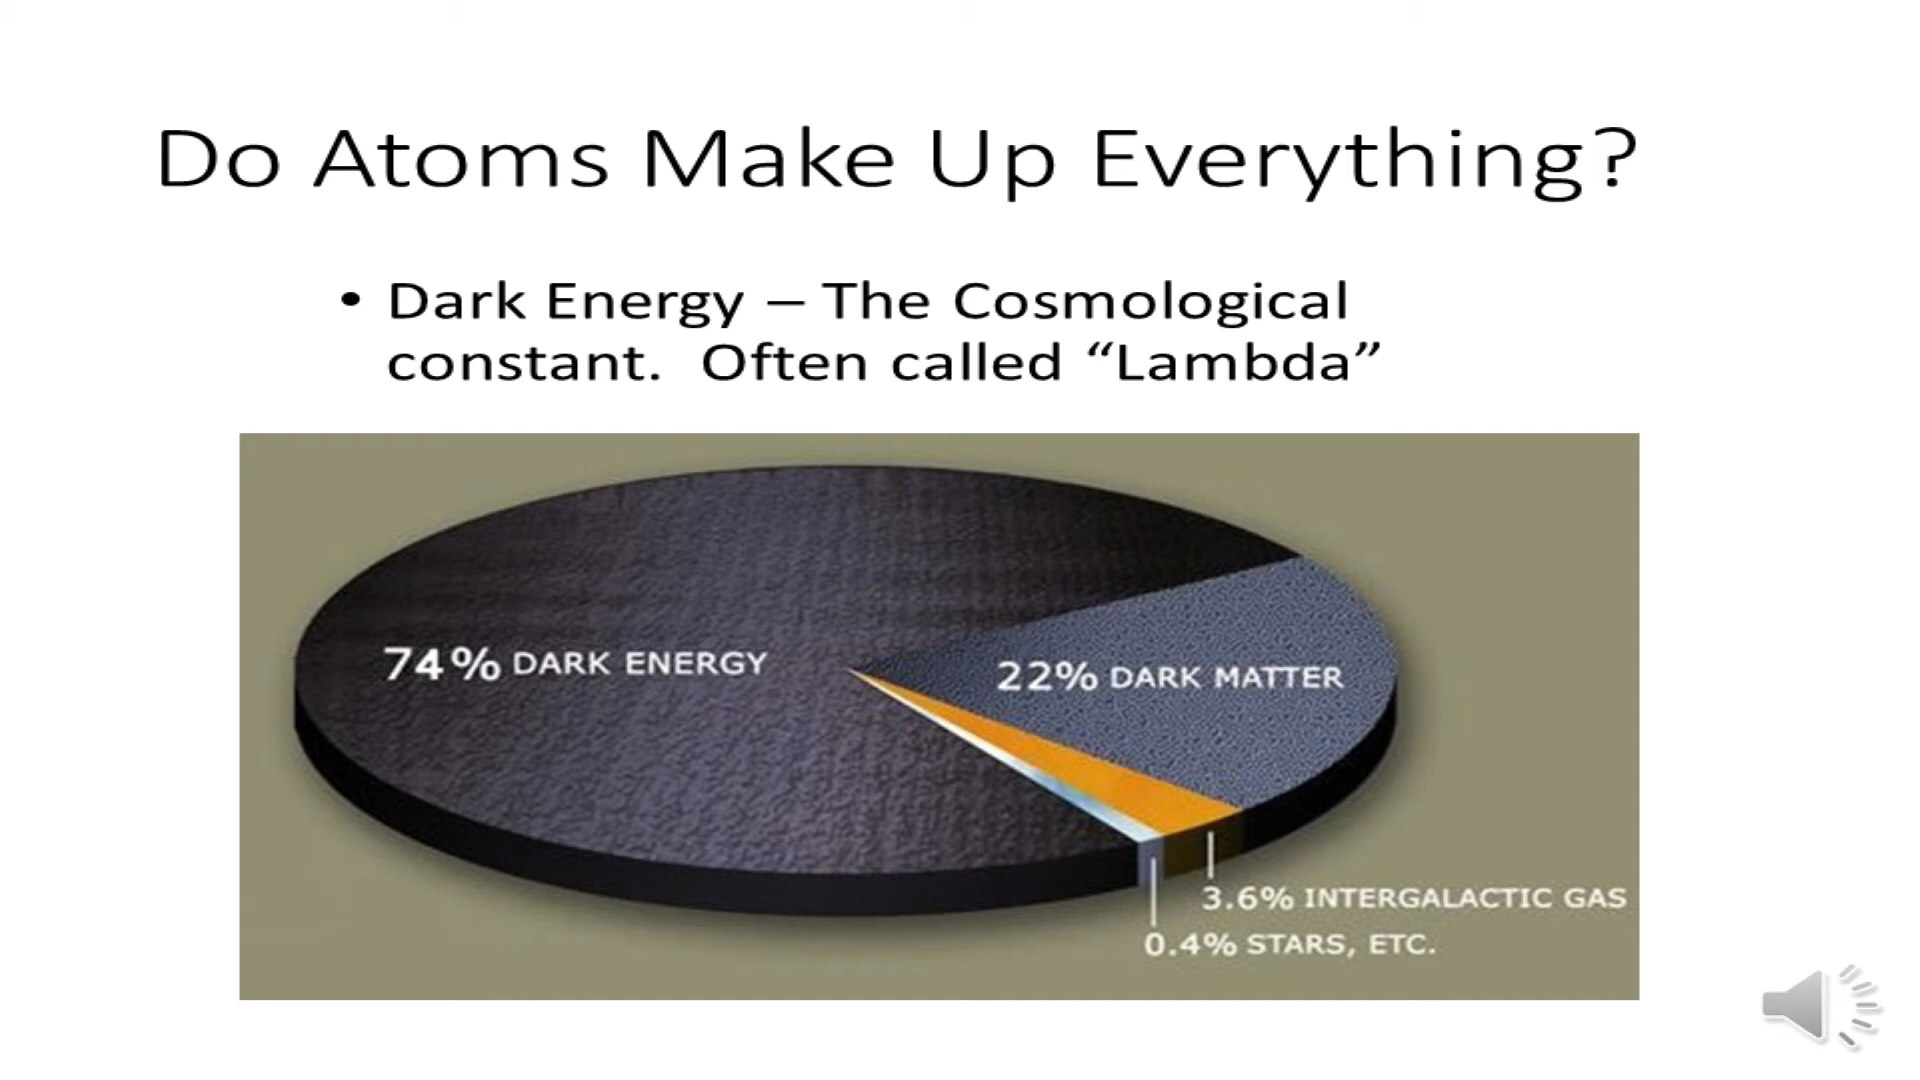 Do Atoms Make Up Everything?
• Dark Energy – The Cosmological
constant.  Often called “Lambda”
74% DARK ENERGY
22% DARK MATTER
3.6% INTERGALACTIC GAS
0.4% STARS, ETC.